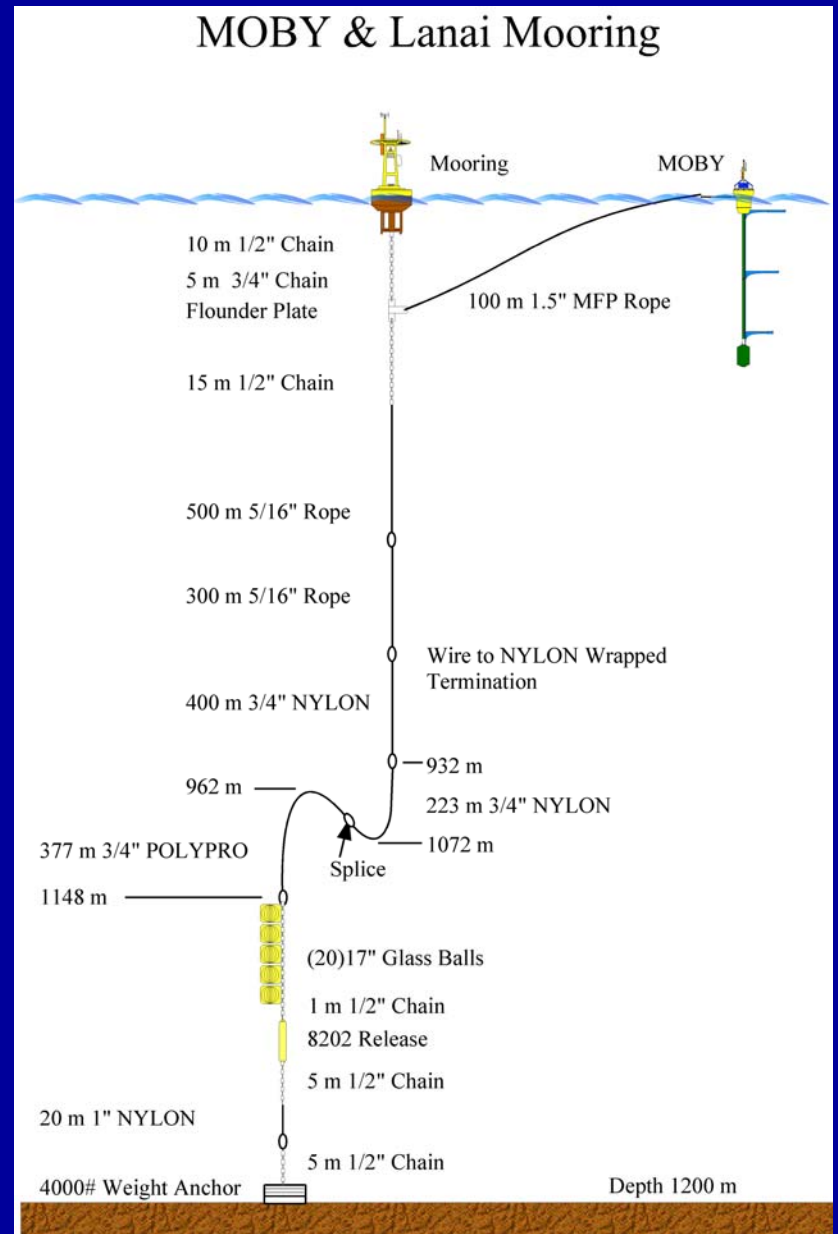 MOBY & Lanai Mooring
Mooring
MOBY
10 m 1/2" Chain
5 m 3/4" Chain
Flounder Plate
100 m 1.5" MFP Rope
15 m 1/2" Chain
500 m 5/16" Rope
300 m 5/16" Rope
Wire to NYLON Wrapped
Termination
400 m 3/4" NYLON
932 m
962 m
223 m 3/4" NYLON
1072 m
377 m 3/4" POLYPRO
Splice
1148 m
(20)17" Glass Balls
1 m 1/2" Chain
8202 Release
5 m 1/2" Chain
20 m 1" NYLON
5 m 1/2" Chain
4000# Weight Anchor
Depth 1200 m